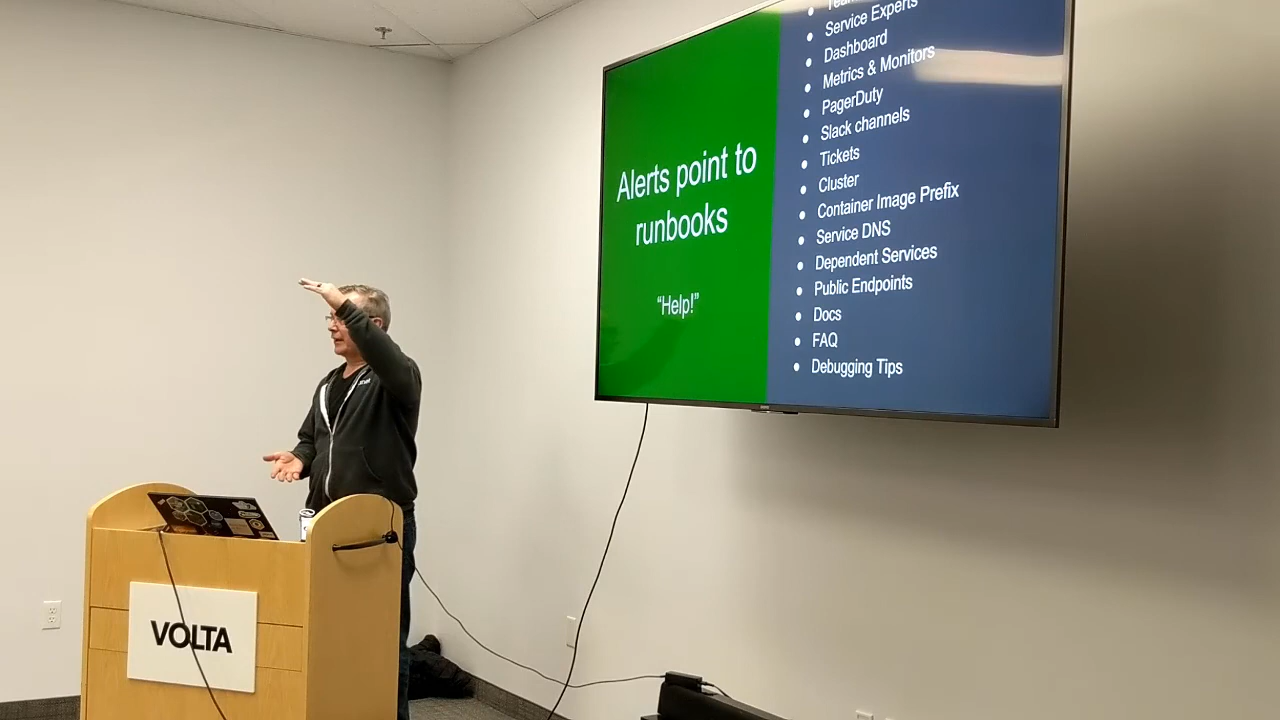 Alerts point to
runbooks
“Help!”
Service Experts
Dashboard
Metrics & Monitors
PagerDuty
Slack channels
Tickets
Cluster
Container Image Prefix
Service DNS
Dependent Services
Public Endpoints
Docs
FAQ
Debugging Tips
VOLTA